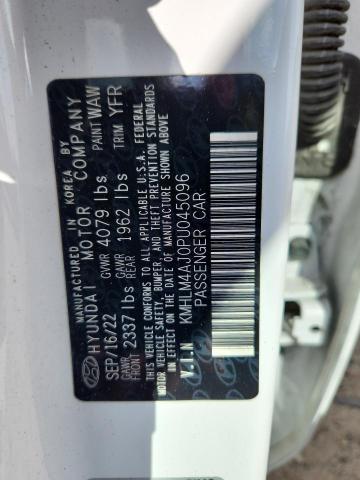 MANUFACTURED IN KOREA BY
HYUNDAI MOTOR COMPANY
SEP/16/22 GVWR 4079 lbs PAINT WAW
GAWR FRONT 2337 lbs GAWR REAR 1962 lbs TRIM YFR
THIS VEHICLE CONFORMS TO ALL APPLICABLE U.S.A. FEDERAL
MOTOR VEHICLE SAFETY, BUMPER, AND THEFT PREVENTION STANDARDS
IN EFFECT ON THE DATE OF MANUFACTURE SHOWN ABOVE
V.I.N KMHLM4AJ0PU045096
PASSENGER CAR